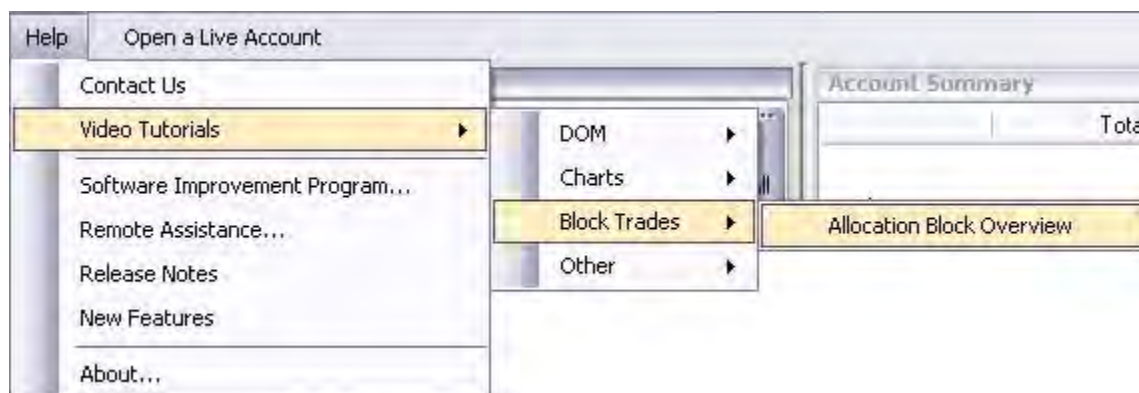 Help Open a Live Account
Contact Us
Video Tutorials
Software Improvement Program...
Remote Assistance...
Release Notes
New Features
About...
DOM
Charts
Block Trades
Other
Allocation Block Overview
Account Summary